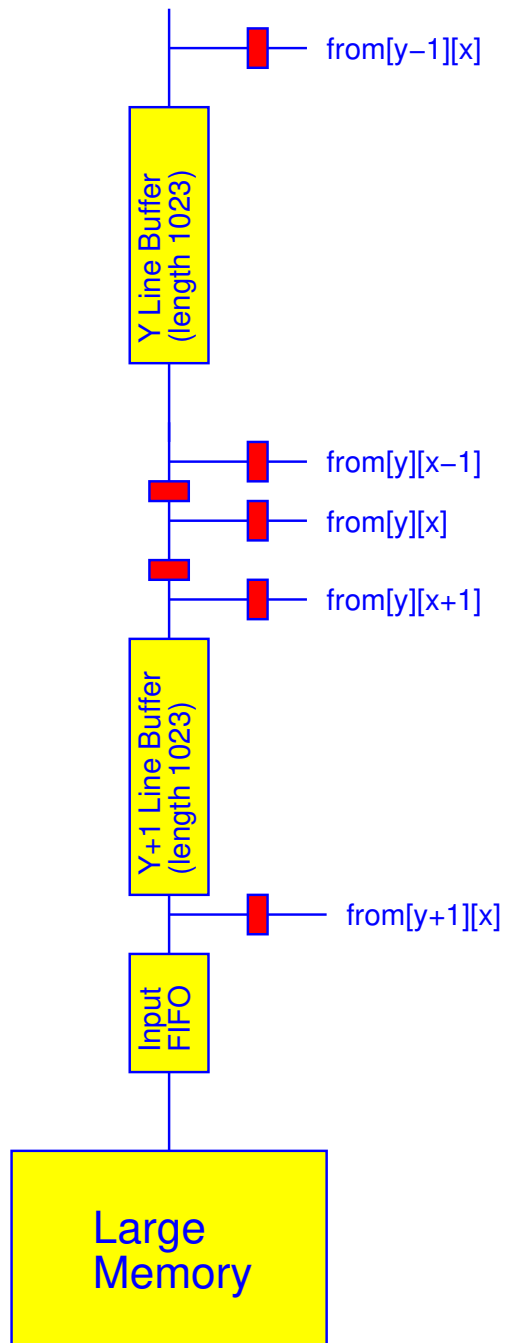 from[y−1][x]
Y Line Buffer
(length 1023)
from[y][x−1]
from[y][x]
from[y][x+1]
Y+1 Line Buffer
(length 1023)
from[y+1][x]
Input
FIFO
Large
Memory